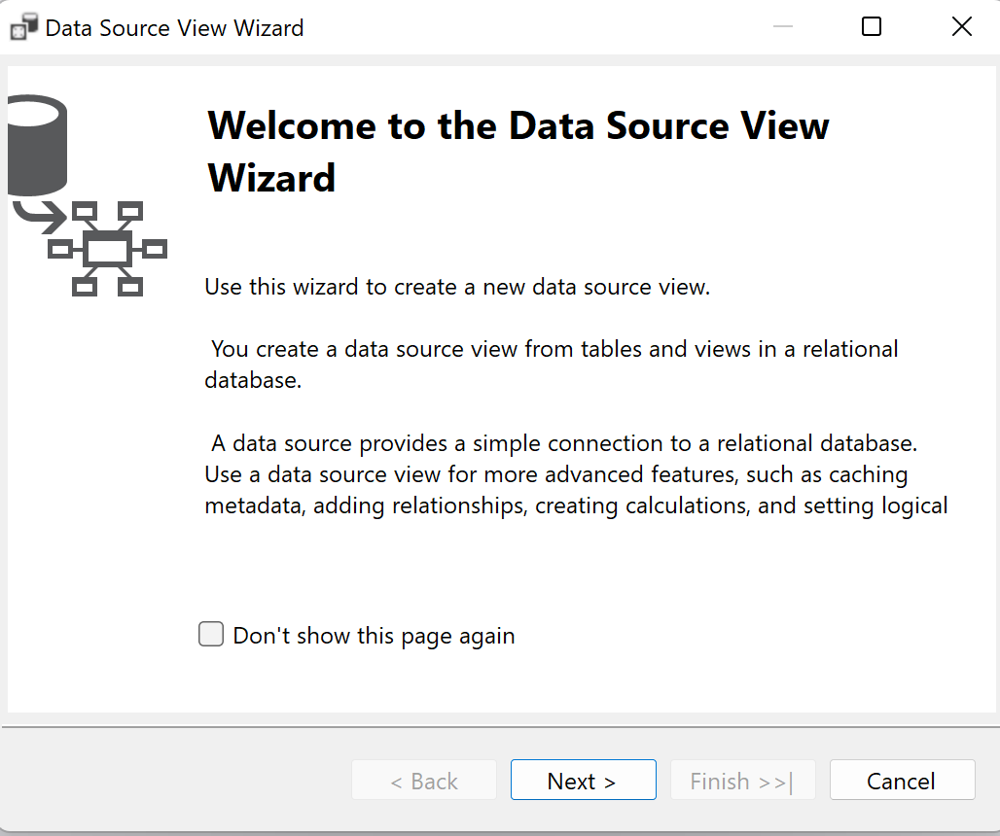 Data Source View Wizard
Welcome to the Data Source View
Wizard
Use this wizard to create a new data source view.
You create a data source view from tables and views in a relational
database.
A data source provides a simple connection to a relational database.
Use a data source view for more advanced features, such as caching
metadata, adding relationships, creating calculations, and setting logical
Don't show this page again
< Back Next > Finish >>| Cancel